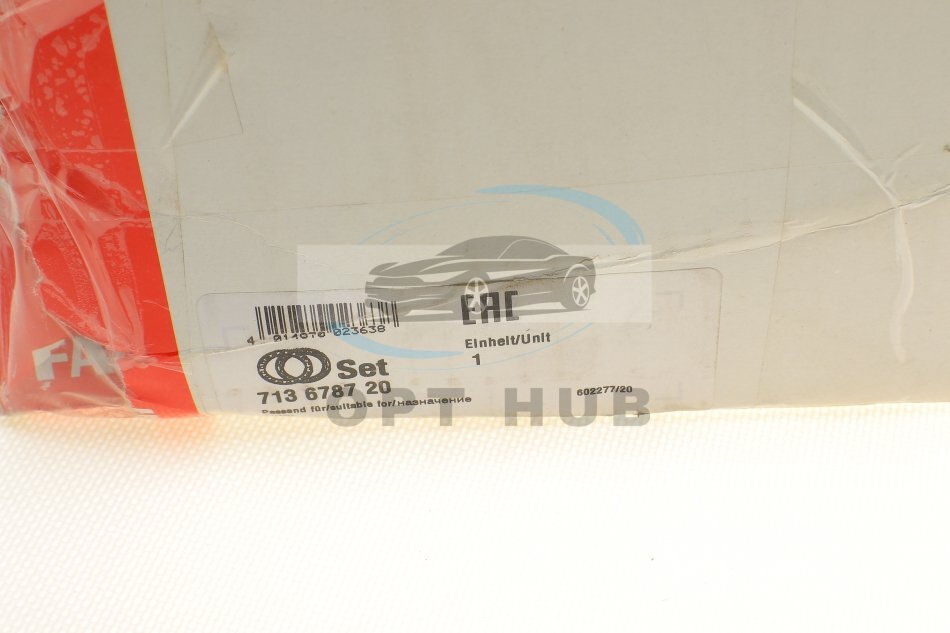 EAC
4 014870 023638
Einheit/Unit
1
Set
713 6787 20
602277/20
Passend für/suitable for/назначение
OPT HUB
FA